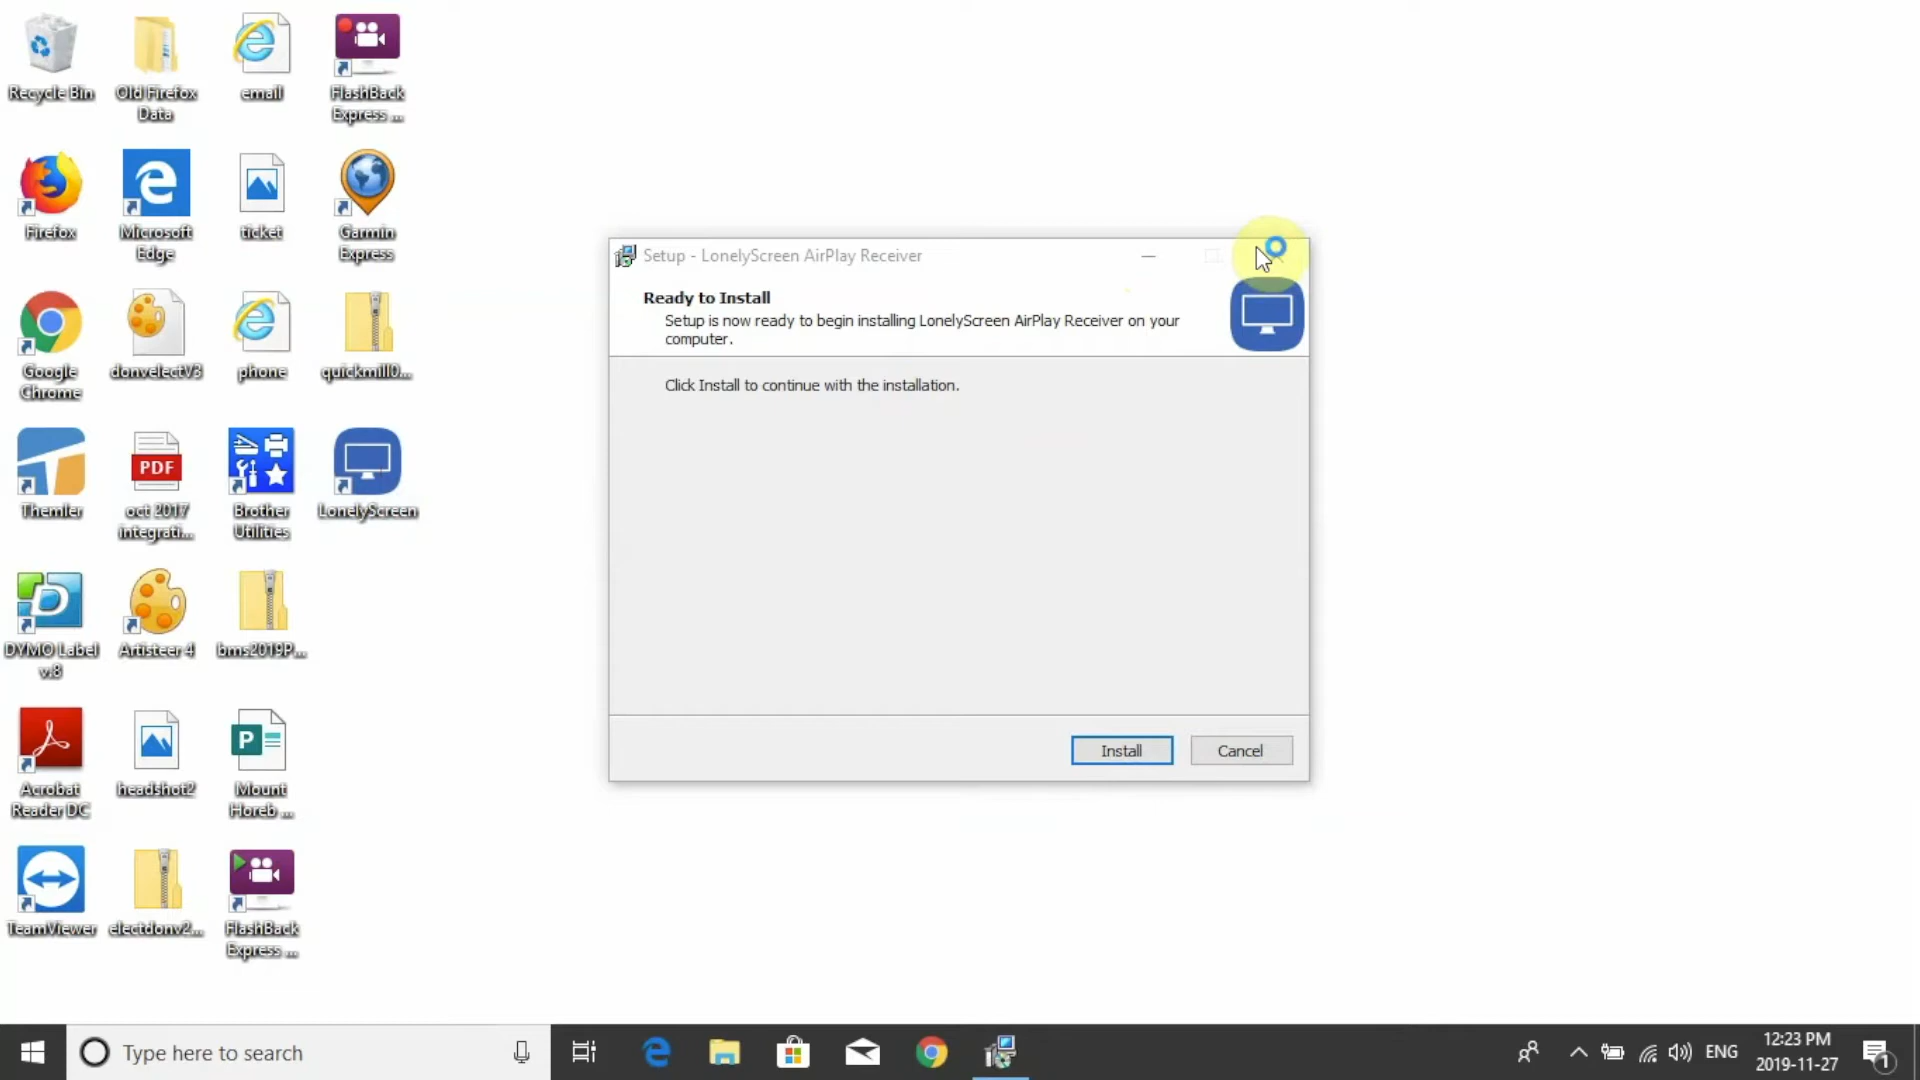 Recycle Bin
Old Firefox
Data
email
FlashBack
Express ...
Firefox
Microsoft
Edge
ticket
Garmin
Express
Google
Chrome
donvelectV3
phone
quickmill0...
Themler
PDF
oct 2017
integrati...
Brother
Utilities
LonelyScreen
DYMO Label
v.8
Artisteer 4
bms2019P...
Acrobat
Reader DC
headshot2
P
Mount
Horeb ...
TeamViewer
electdonv2...
FlashBack
Express ...
Setup - LonelyScreen AirPlay Receiver
Ready to Install
Setup is now ready to begin installing LonelyScreen AirPlay Receiver on your
computer.
Click Install to continue with the installation.
Install
Cancel
Type here to search
ENG
12:23 PM
2019-11-27
1